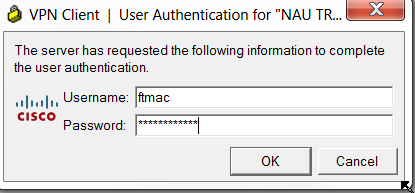 VPN Client | User Authentication for "NAU TR...
The server has requested the following information to complete
the user authentication.
CISCO
Username: ftmac
Password: ************
OK Cancel